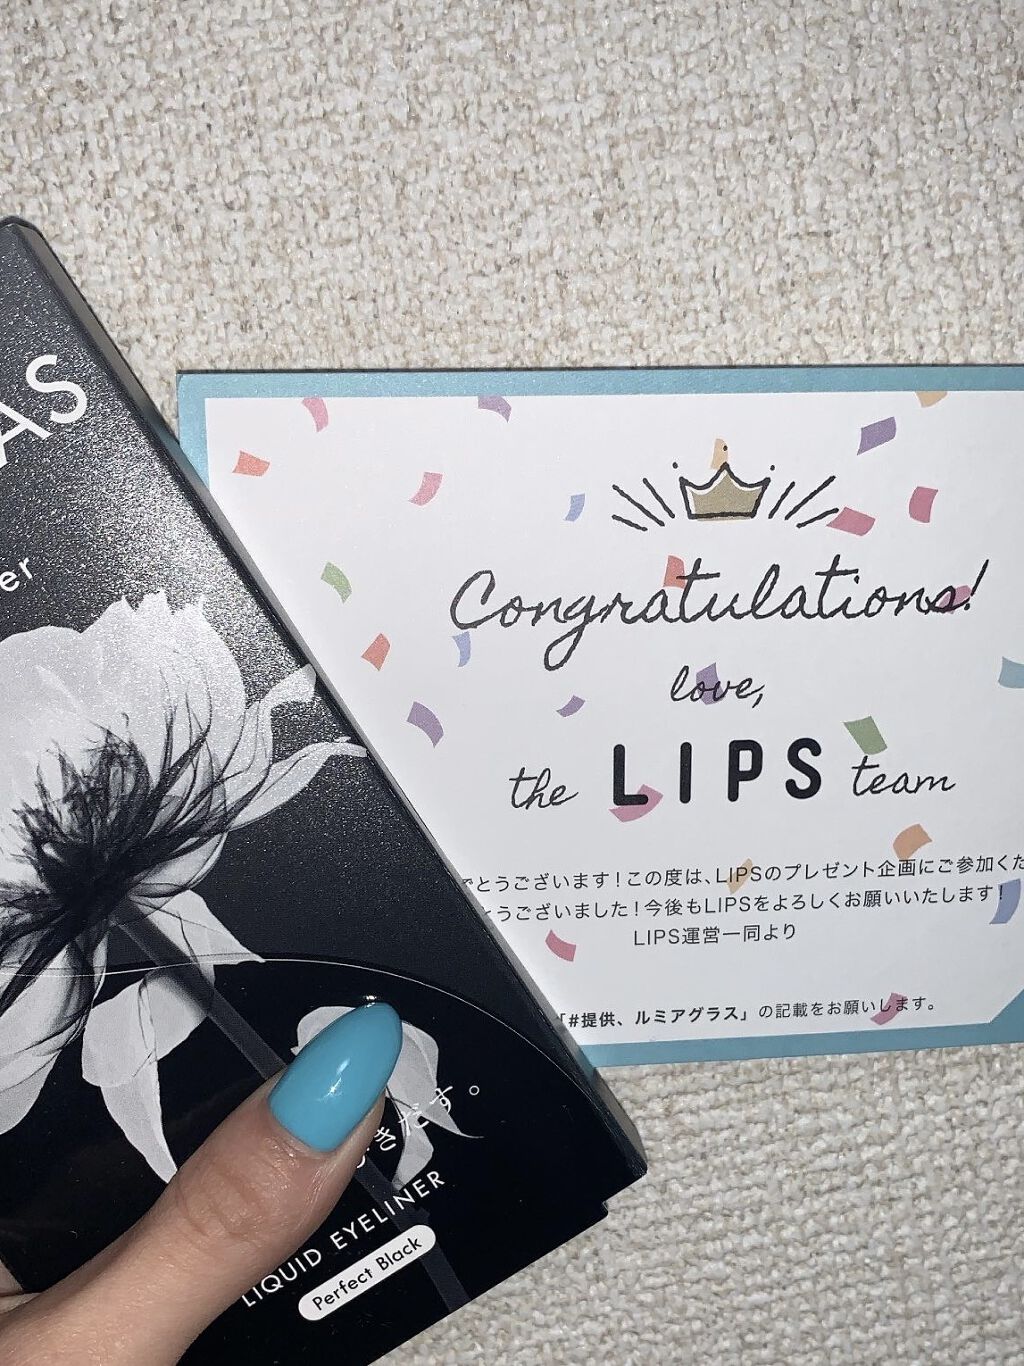 AS
er
きだす。
LIQUID EYELINER
Perfect Black
Congratulations!
love,
the LIPS team
でとうございます！この度は、LIPSのプレゼント企画にご参加くだ
とうございました！今後もLIPSをよろしくお願いいたします！
LIPS運営一同より
「#提供、ルミアグラス」の記載をお願いします。